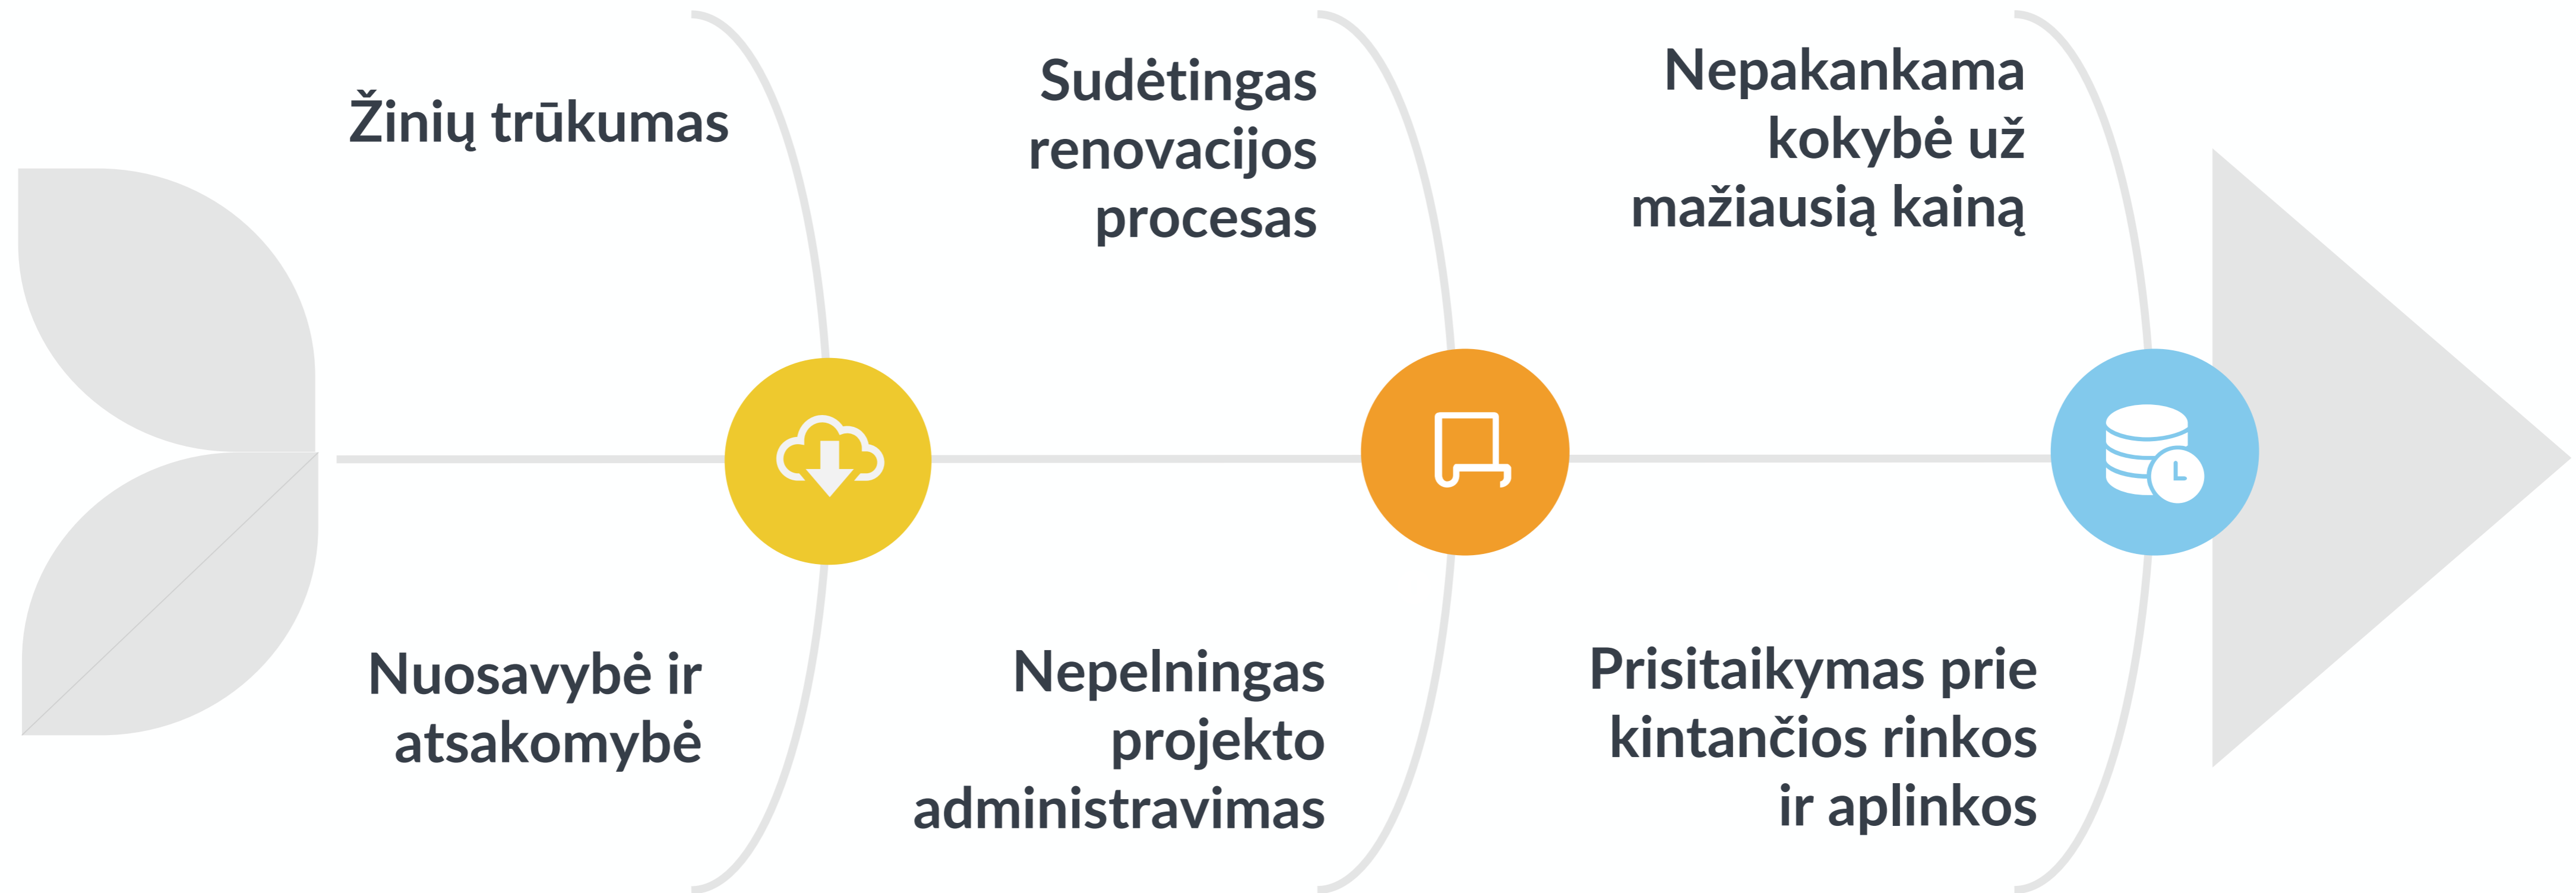 Žinių trūkumas
Sudėtingas
renovacijos
procesas
Nepakankama
kokybė už
mažiausią kainą
Nuosavybė ir
atsakomybė
Nepelningas
projekto
administravimas
Prisitaikymas prie
kintančios rinkos
ir aplinkos